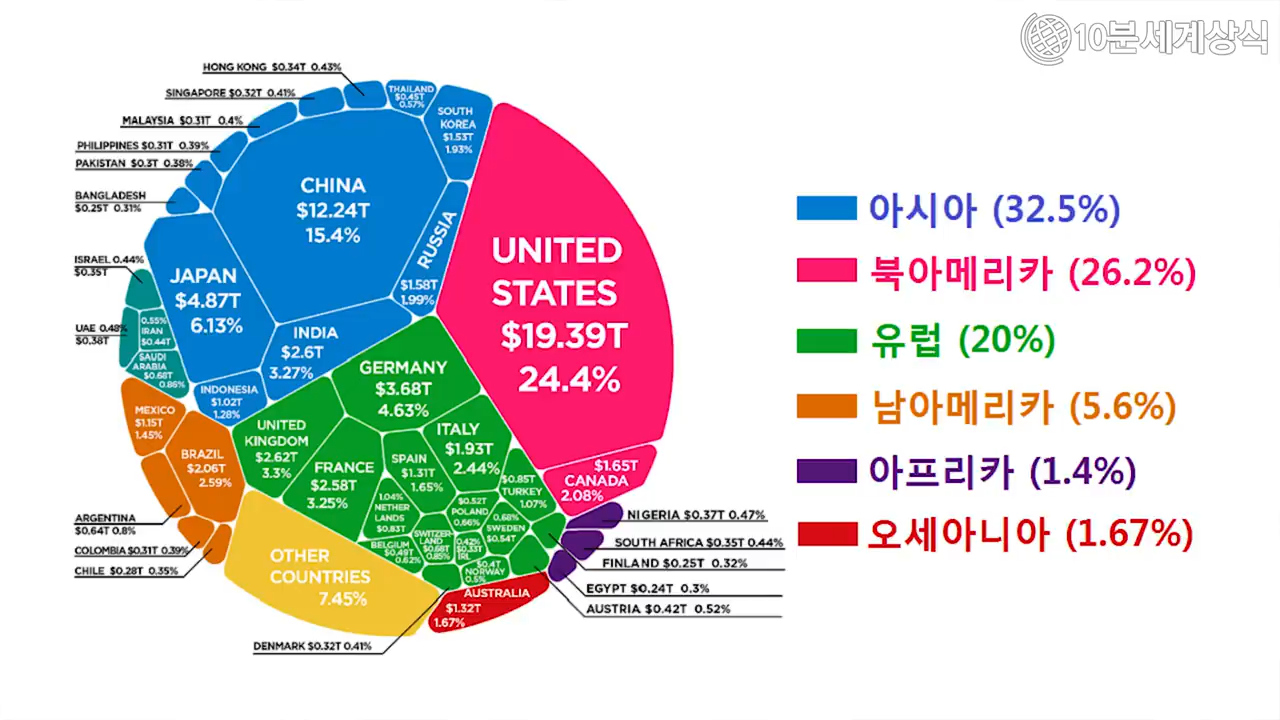 10분세계상식
HONG KONG $0.34T 0.43%
SINGAPORE $0.32T 0.41%
MALAYSIA $0.31T 0.4%
PHILIPPINES $0.31T 0.39%
PAKISTAN $0.3T 0.38%
BANGLADESH
$0.25T 0.31%
THAILAND
$0.45T
0.57%
SOUTH
KOREA
$1.53T
1.93%
CHINA
$12.24T
15.4%
RUSSIA
$1.58T
1.99%
JAPAN
$4.87T
6.13%
INDIA
$2.6T
3.27%
INDONESIA
$1.02T
1.28%
ISRAEL 0.44%
$0.35T
UAE 0.48%
$0.38T
0.55%
IRAN
$0.44T
SAUDI
ARABIA
$0.68T
0.86%
UNITED
STATES
$19.39T
24.4%
$1.65T
CANADA
2.08%
GERMANY
$3.68T
4.63%
UNITED
KINGDOM
$2.62T
3.3%
FRANCE
$2.58T
3.25%
ITALY
$1.93T
2.44%
SPAIN
$1.31T
1.65%
$0.85T
TURKEY
1.07%
1.04%
NETHER
LANDS
$0.83T
$0.52T
POLAND
0.66%
0.68%
SWEDEN
$0.54T
SWITZER-
LAND
$0.68T
0.85%
0.42%
$0.33T
IRL
BELGIUM
$0.49T
0.62%
$0.4T
NORWAY
0.5%
MEXICO
$1.15T
1.45%
BRAZIL
$2.06T
2.59%
ARGENTINA
$0.64T 0.8%
COLOMBIA $0.31T 0.39%
CHILE $0.28T 0.35%
OTHER
COUNTRIES
7.45%
AUSTRALIA
$1.32T
1.67%
NIGERIA $0.37T 0.47%
SOUTH AFRICA $0.35T 0.44%
FINLAND $0.25T 0.32%
EGYPT $0.24T 0.3%
AUSTRIA $0.42T 0.52%
DENMARK $0.32T 0.41%
아시아 (32.5%)
북아메리카 (26.2%)
유럽 (20%)
남아메리카 (5.6%)
아프리카 (1.4%)
오세아니아 (1.67%)